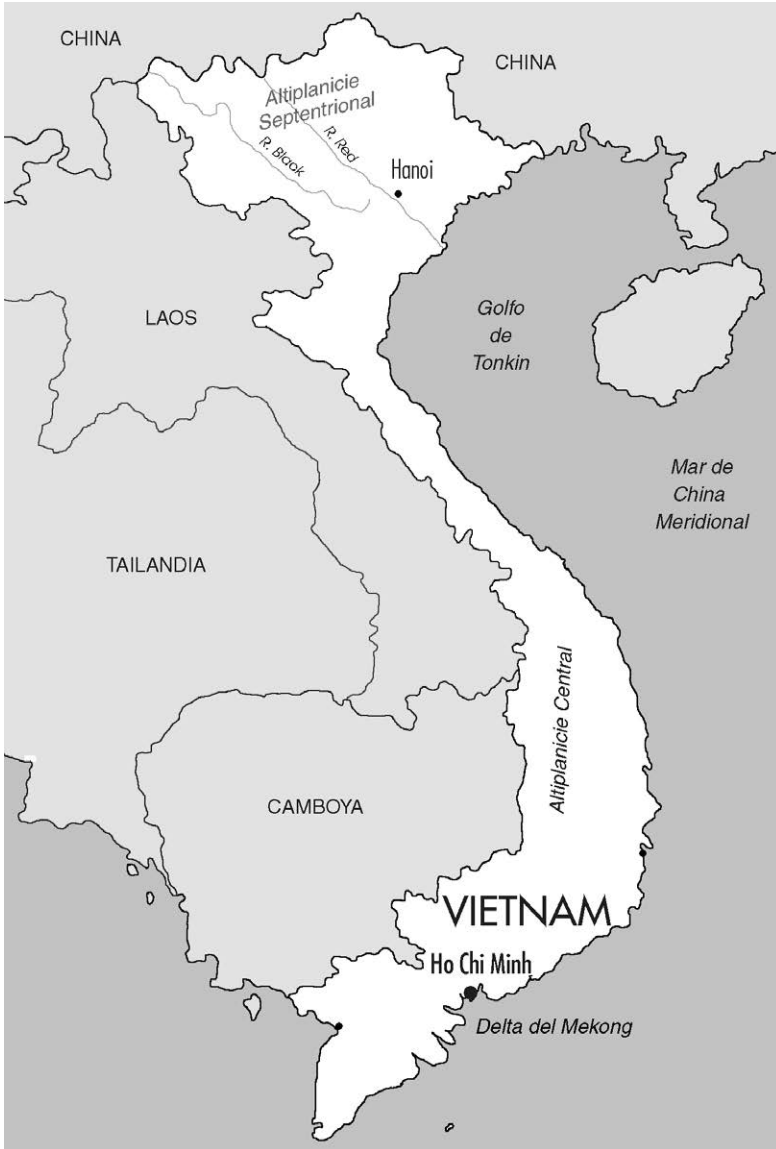 CHINA
CHINA
Altiplanicie
Septentrional
R. Black
R. Red
Hanoi
LAOS
Golfo
de
Tonkin
Mar de
China
Meridional
TAILANDIA
Altiplanicie Central
CAMBOYA
VIETNAM
Ho Chi Minh
Delta del Mekong